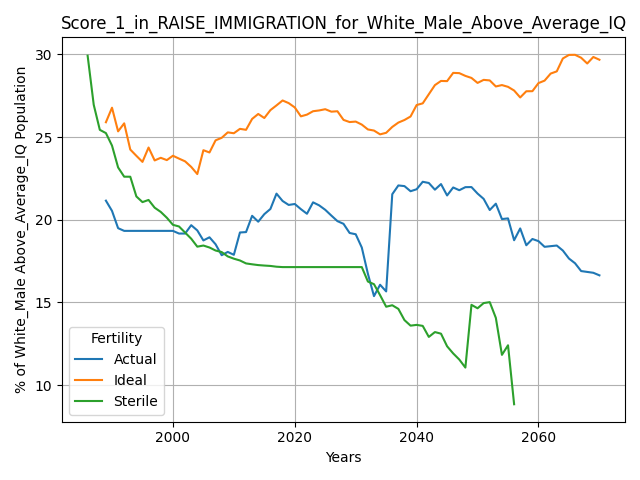 Score_1_in_RAISE_IMMIGRATION_for_White_Male_Above_Average_IQ
% of White_Male Above_Average_IQ Population
30
25
20
15
10
Fertility
Actual
Ideal
Sterile
2000
2020
2040
2060
Years